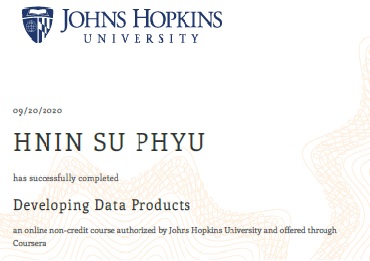 JOHNS HOPKINS
UNIVERSITY
09/20/2020
HNIN SU PHYU
has successfully completed
Developing Data Products
an online non-credit course authorized by Johns Hopkins University and offered through
Coursera